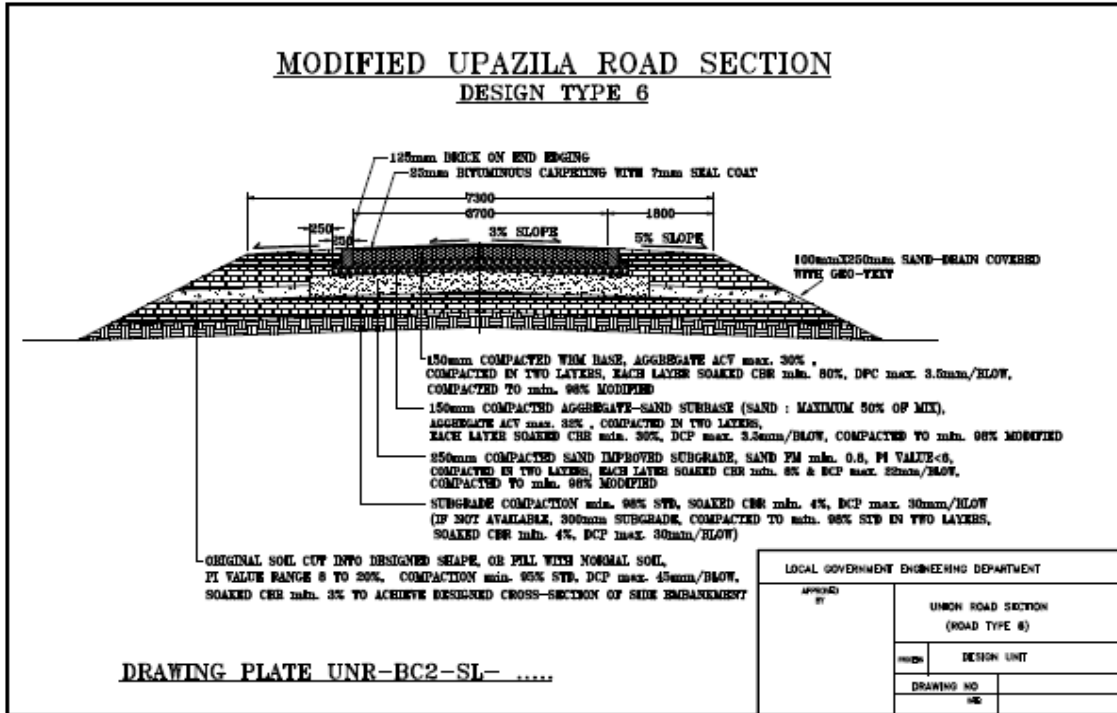 MODIFIED UPAZILA ROAD SECTION
DESIGN TYPE 6
125mm BRICK ON END EDGING
25mm BITUMINOUS CARPETING WITH 7mm SEAL COAT
7300
3700
1800
250
250
3% SLOPE
5% SLOPE
100mmX250mm SAND-DRAIN COVERED
WITH GEO-TEXT
150mm COMPACTED WBM BASE, AGGREGATE ACV max. 30% ,
COMPACTED IN TWO LAYERS, EACH LAYER SOAKED CBR min. 80%, DPC max. 3.5mm/BLOW,
COMPACTED TO min. 98% MODIFIED
150mm COMPACTED AGGREGATE-SAND SUBBASE (SAND : MAXIMUM 50% OF MIX),
AGGREGATE ACV max. 32% , COMPACTED IN TWO LAYERS,
EACH LAYER SOAKED CBR min. 30%, DCP max. 3.5mm/BLOW, COMPACTED TO min. 98% MODIFIED
250mm COMPACTED SAND IMPROVED SUBGRADE, SAND FM min. 0.8, PI VALUE<6,
COMPACTED IN TWO LAYERS, EACH LAYER SOAKED CBR min. 8% & DCP max. 22mm/BLOW,
COMPACTED TO min. 98% MODIFIED
SUBGRADE COMPACTION min. 98% STD, SOAKED CBR min. 4%, DCP max. 30mm/BLOW
(IF NOT AVAILABLE, 300mm SUBGRADE, COMPACTED TO min. 98% STD IN TWO LAYERS,
SOAKED CBR min. 4%, DCP max. 30mm/BLOW)
ORIGINAL SOIL CUT INTO DESIGNED SHAPE, OR FILL WITH NORMAL SOIL,
PI VALUE RANGE 8 TO 20%, COMPACTION min. 95% STD, DCP max. 45mm/BLOW,
SOAKED CBR min. 3% TO ACHIEVE DESIGNED CROSS-SECTION OF SIDE EMBANKMENT
LOCAL GOVERNMENT ENGINEERING DEPARTMENT
APPROVED
BY
UNION ROAD SECTION
(ROAD TYPE 6)
DESIGN UNIT
DRAWING NO
DRAWING PLATE UNR-BC2-SL- .....